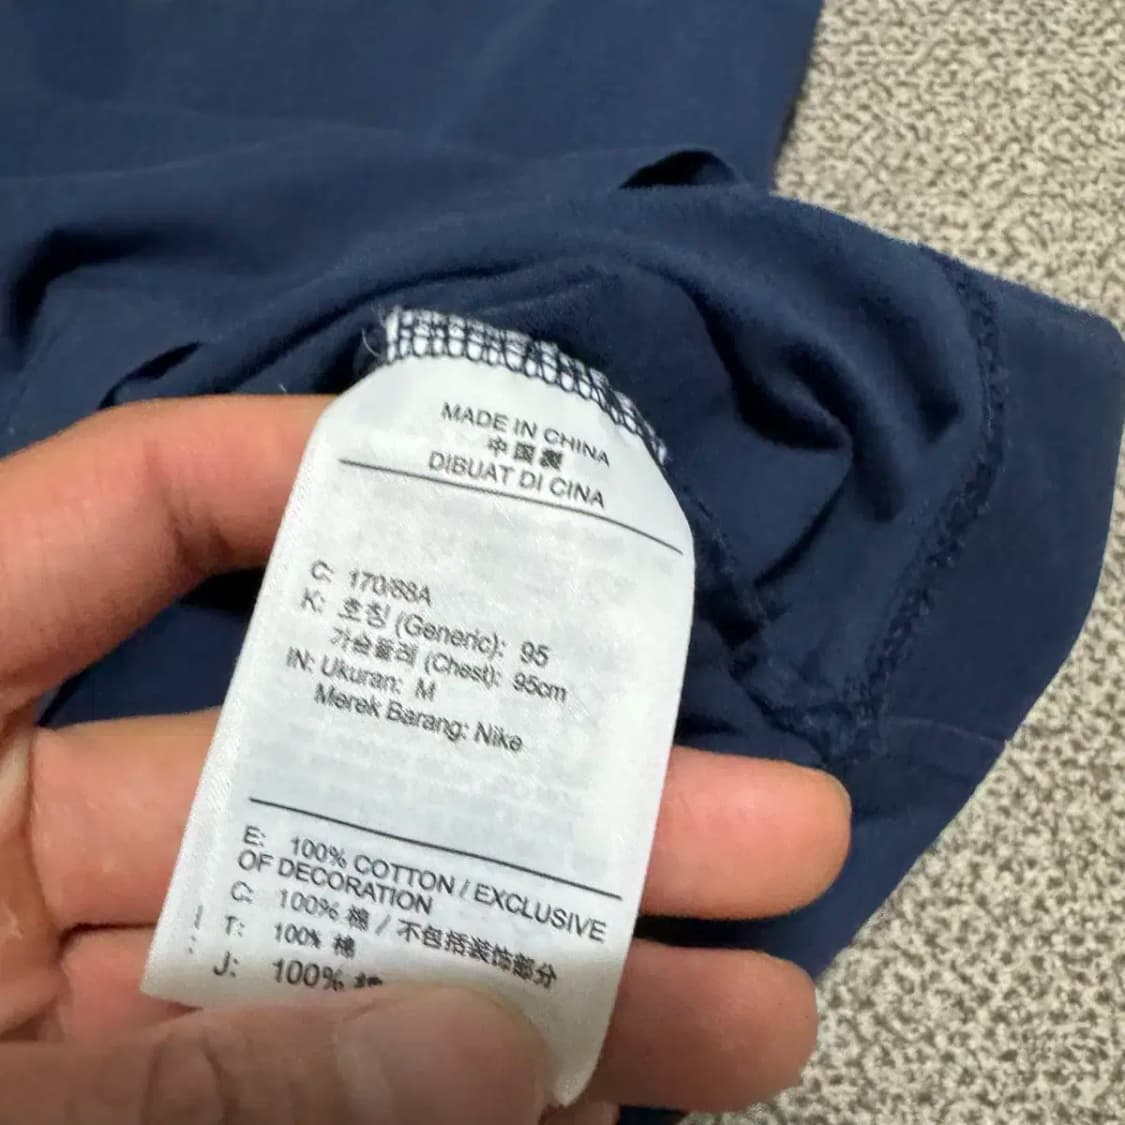 MADE IN CHINA
中国製
DIBUAT DI CINA
C: 170/88A
K: 호칭 (Generic): 95
가슴둘레 (Chest): 95cm
IN: Ukuran: M
Merek Barang: Nike
E: 100% COTTON / EXCLUSIVE
OF DECORATION
C: 100% 棉 / 不包括装饰部分
T: 100% 棉
J: 100%